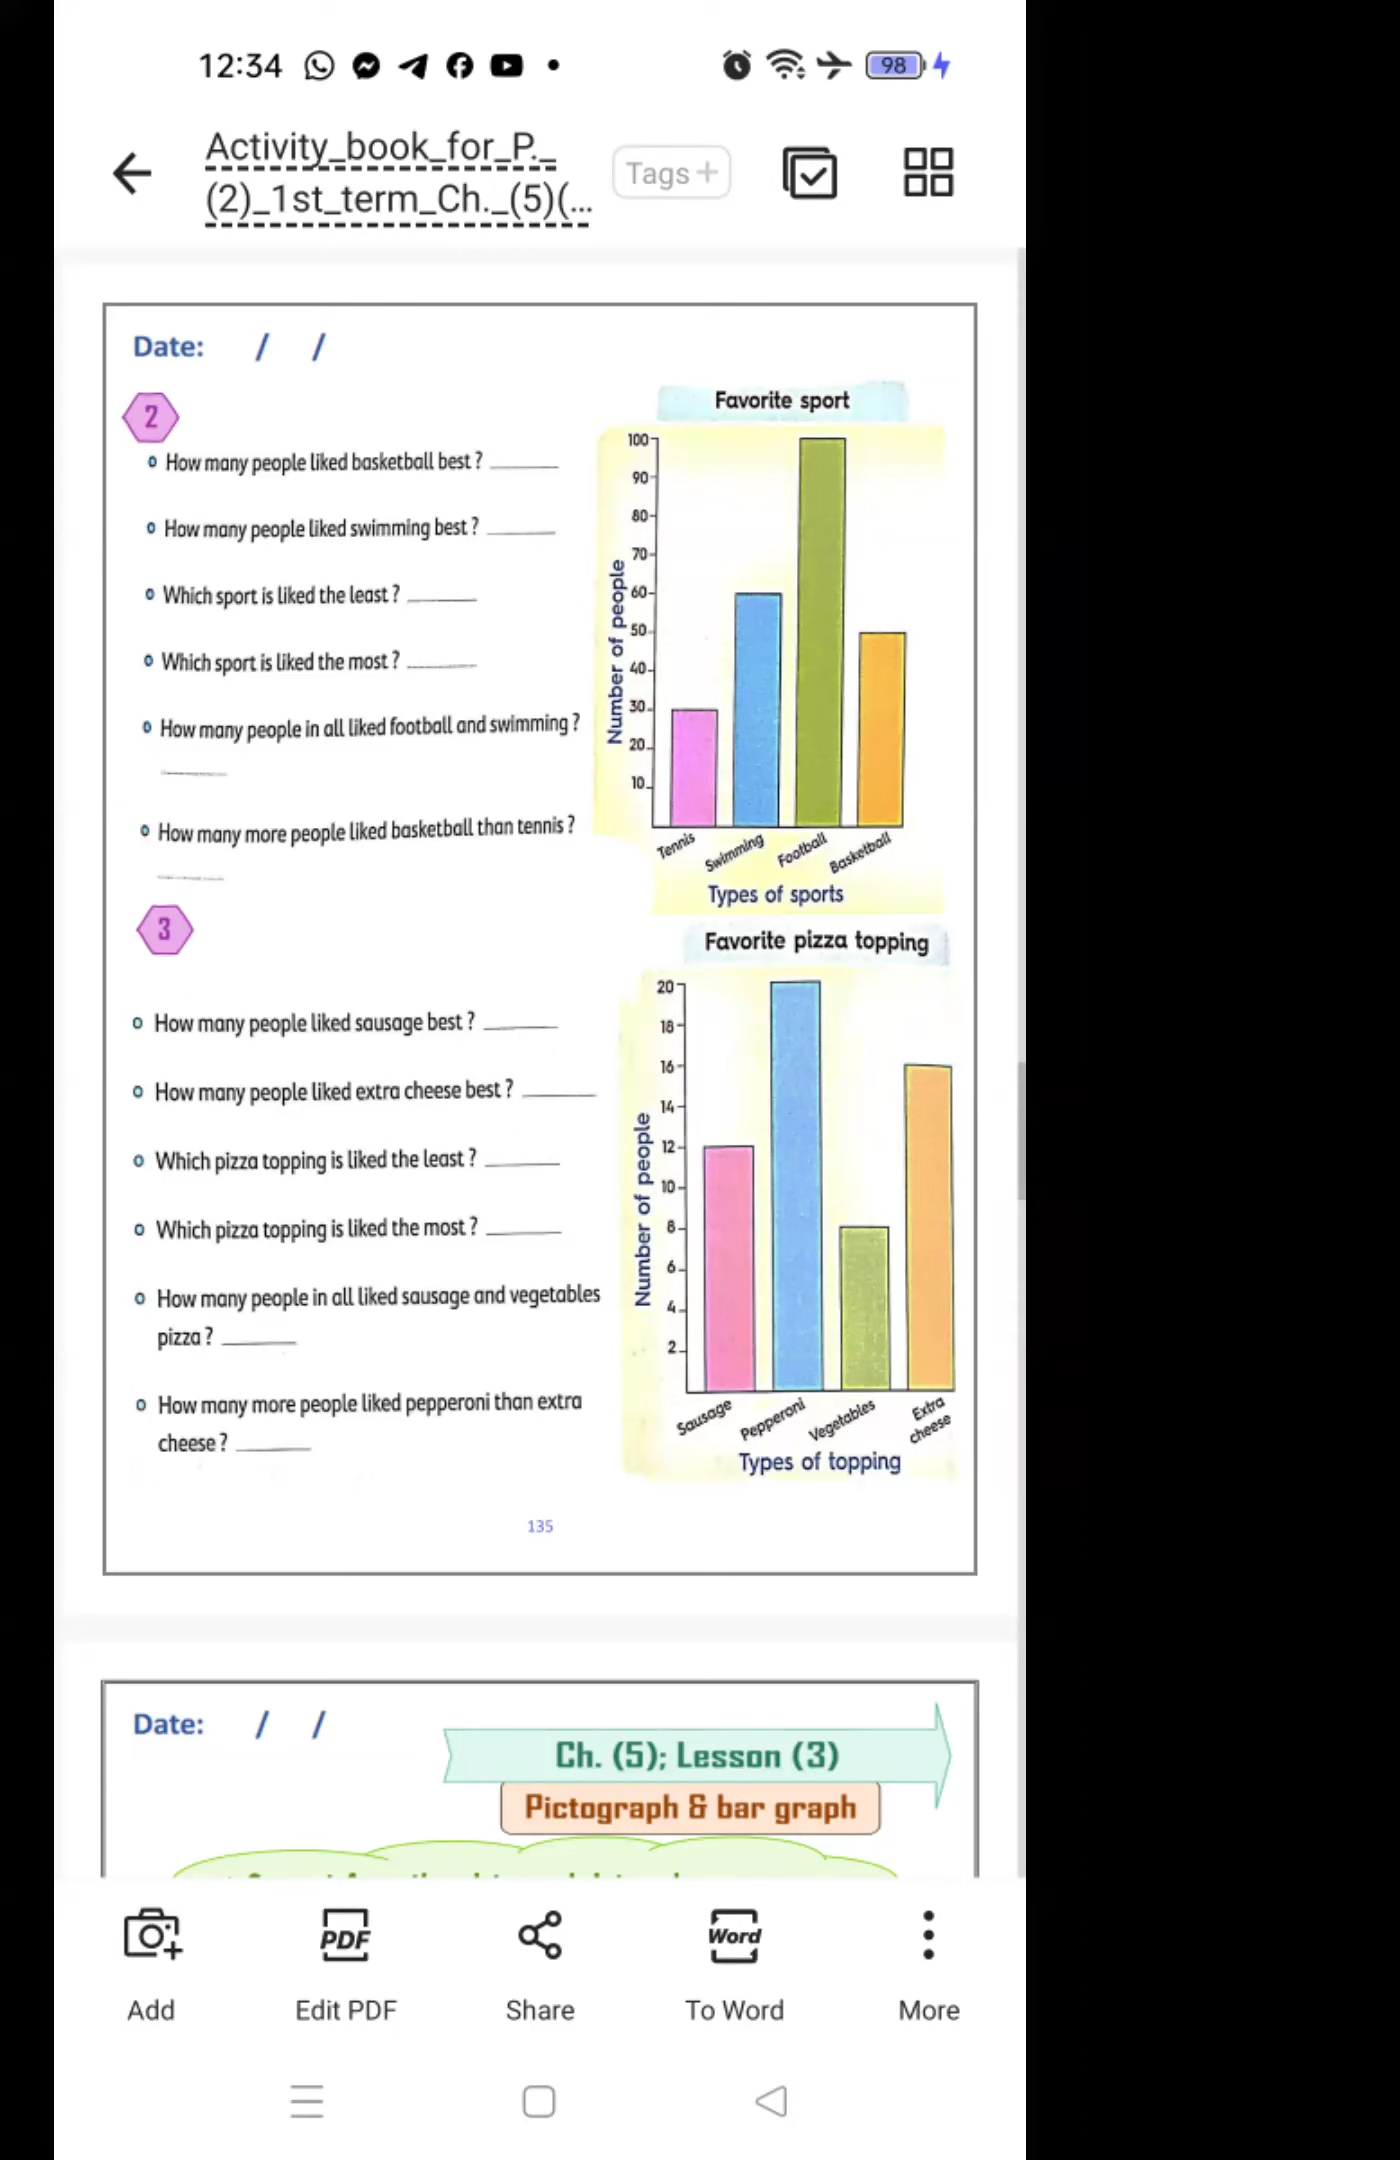 12:34
98
Activity_book_for_P._
(2)_1st_term_Ch._(5)(...
Tags +
Date: / /
2
How many people liked basketball best ? ______
How many people liked swimming best ? ______
Which sport is liked the least ? ______
Which sport is liked the most ? ______
How many people in all liked football and swimming ?
______
How many more people liked basketball than tennis ?
______
Favorite sport
Number of people
100
90
80
70
60
50
40
30
20
10
Tennis
Swimming
Football
Basketball
Types of sports
3
How many people liked sausage best ? ______
How many people liked extra cheese best ? ______
Which pizza topping is liked the least ? ______
Which pizza topping is liked the most ? ______
How many people in all liked sausage and vegetables
pizza ? ______
How many more people liked pepperoni than extra
cheese ? ______
Favorite pizza topping
Number of people
20
18
16
14
12
10
8
6
4
2
Sausage
Pepperoni
Vegetables
Extra
cheese
Types of topping
135
Date: / /
Ch. (5); Lesson (3)
Pictograph & bar graph
PDF
Word
Add
Edit PDF
Share
To Word
More